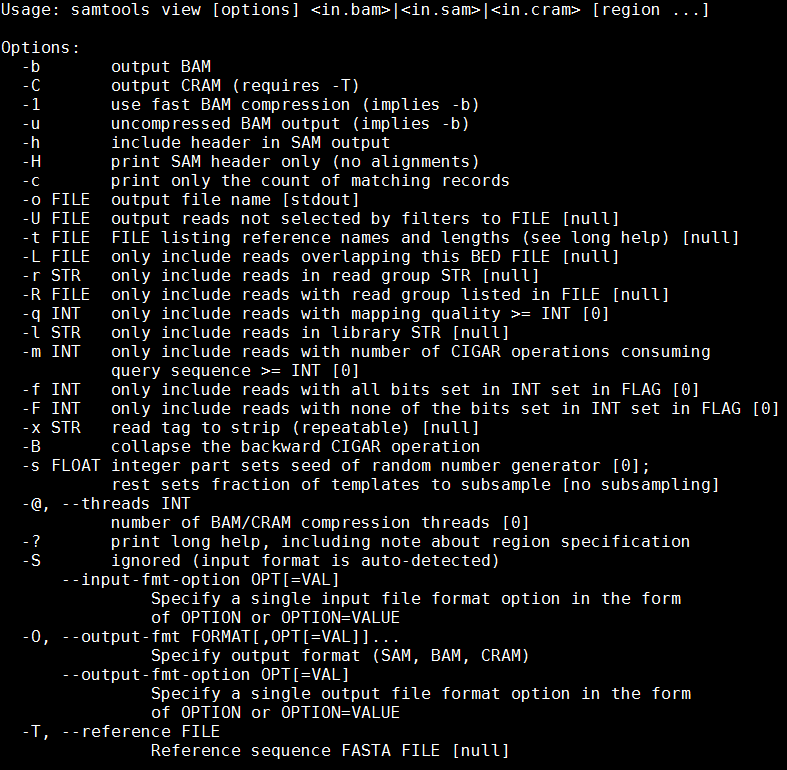 Usage: samtools view [options] <in.bam>|<in.sam>|<in.cram> [region ...]

Options:
  -b       output BAM
  -C       output CRAM (requires -T)
  -1       use fast BAM compression (implies -b)
  -u       uncompressed BAM output (implies -b)
  -h       include header in SAM output
  -H       print SAM header only (no alignments)
  -c       print only the count of matching records
  -o FILE  output file name [stdout]
  -U FILE  output reads not selected by filters to FILE [null]
  -t FILE  FILE listing reference names and lengths (see long help) [null]
  -L FILE  only include reads overlapping this BED FILE [null]
  -r STR   only include reads in read group STR [null]
  -R FILE  only include reads with read group listed in FILE [null]
  -q INT   only include reads with mapping quality >= INT [0]
  -l STR   only include reads in library STR [null]
  -m INT   only include reads with number of CIGAR operations consuming
           query sequence >= INT [0]
  -f INT   only include reads with all bits set in INT set in FLAG [0]
  -F INT   only include reads with none of the bits set in INT set in FLAG [0]
  -x STR   read tag to strip (repeatable) [null]
  -B       collapse the backward CIGAR operation
  -s FLOAT integer part sets seed of random number generator [0];
           rest sets fraction of templates to subsample [no subsampling]
  -@, --threads INT
           number of BAM/CRAM compression threads [0]
  -?       print long help, including note about region specification
  -S       ignored (input format is auto-detected)
      --input-fmt-option OPT[=VAL]
               Specify a single input file format option in the form
               of OPTION or OPTION=VALUE
  -O, --output-fmt FORMAT[,OPT[=VAL]]...
               Specify output format (SAM, BAM, CRAM)
      --output-fmt-option OPT[=VAL]
               Specify a single output file format option in the form
               of OPTION or OPTION=VALUE
  -T, --reference FILE
               Reference sequence FASTA FILE [null]